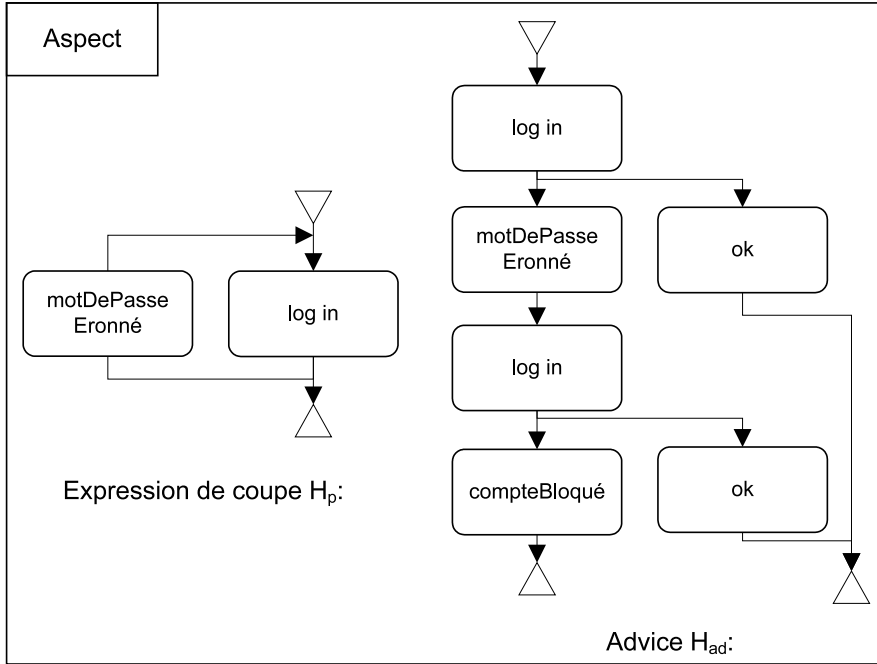 Aspect
motDePasse
Eronné
log in
Expression de coupe Hp:
log in
motDePasse
Eronné
ok
log in
compteBloqué
ok
Advice Had: